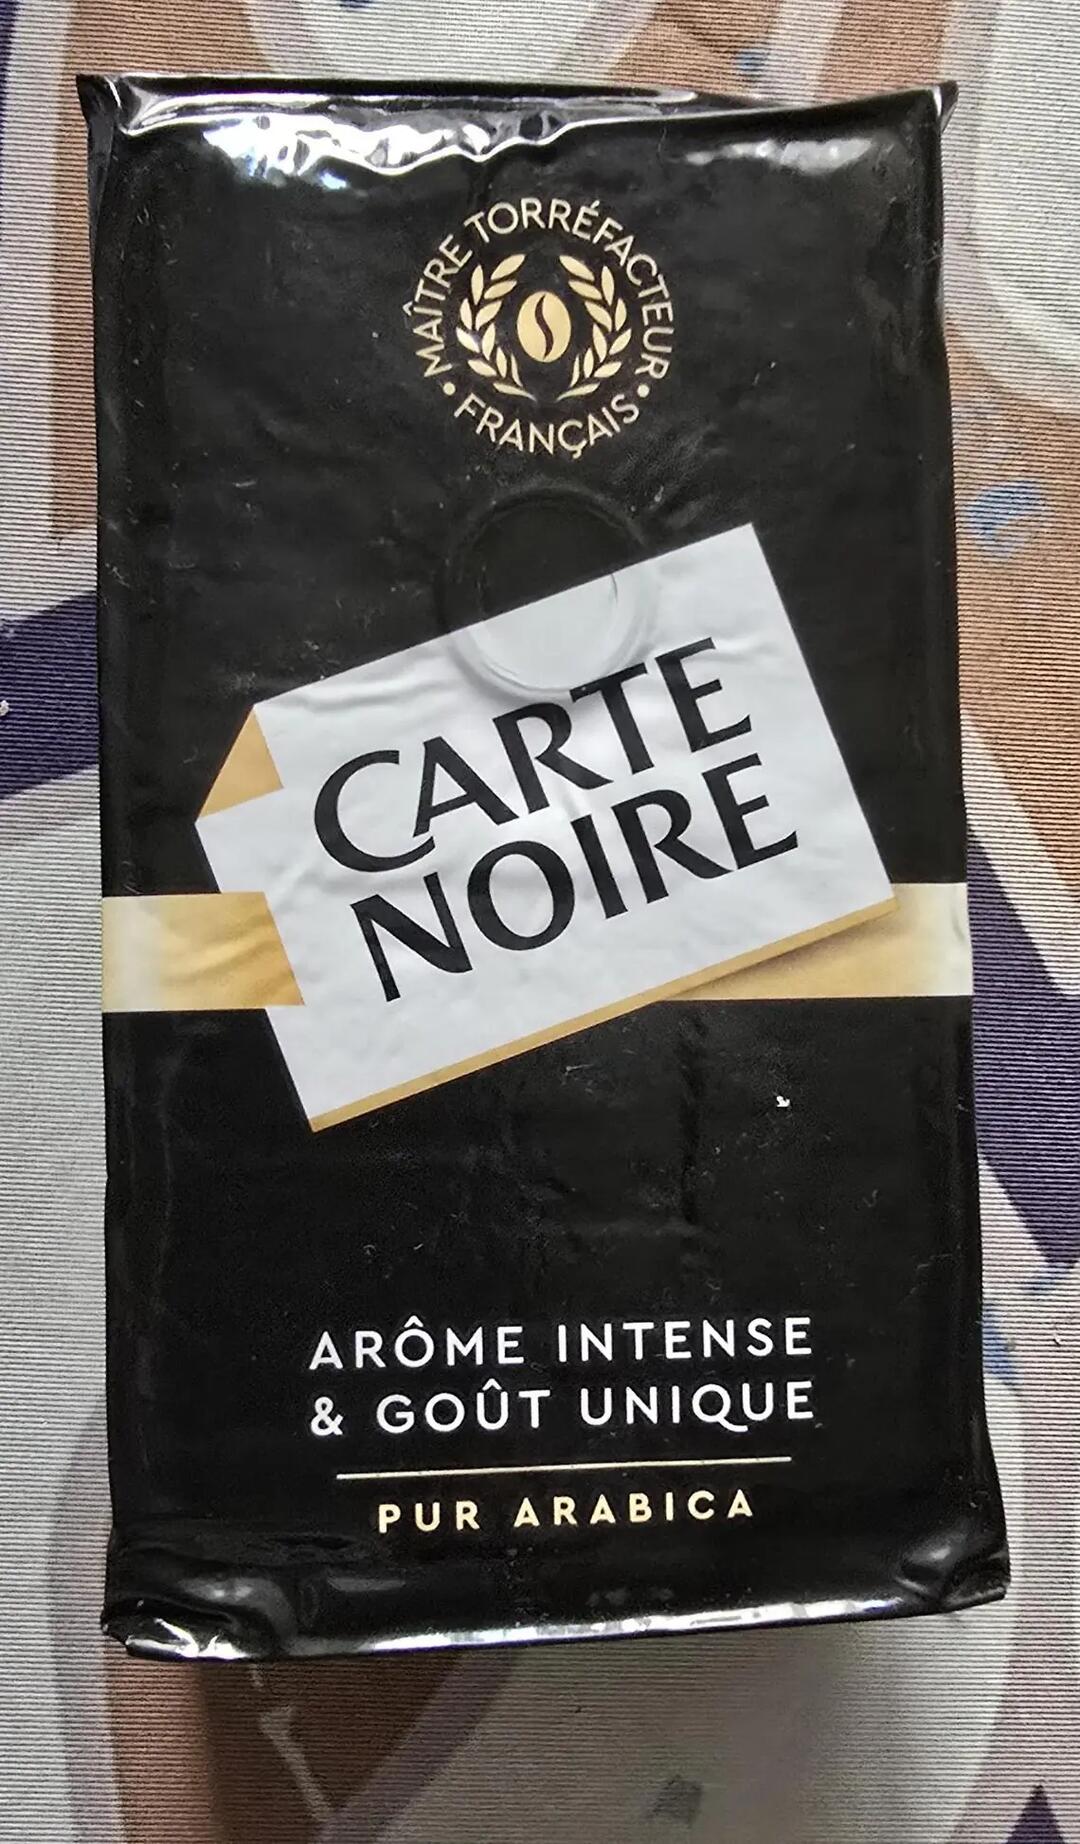 MAÎTRE TORRÉFACTEUR
• FRANÇAIS •
CARTE
NOIRE
ARÔME INTENSE
& GOÛT UNIQUE
PUR ARABICA